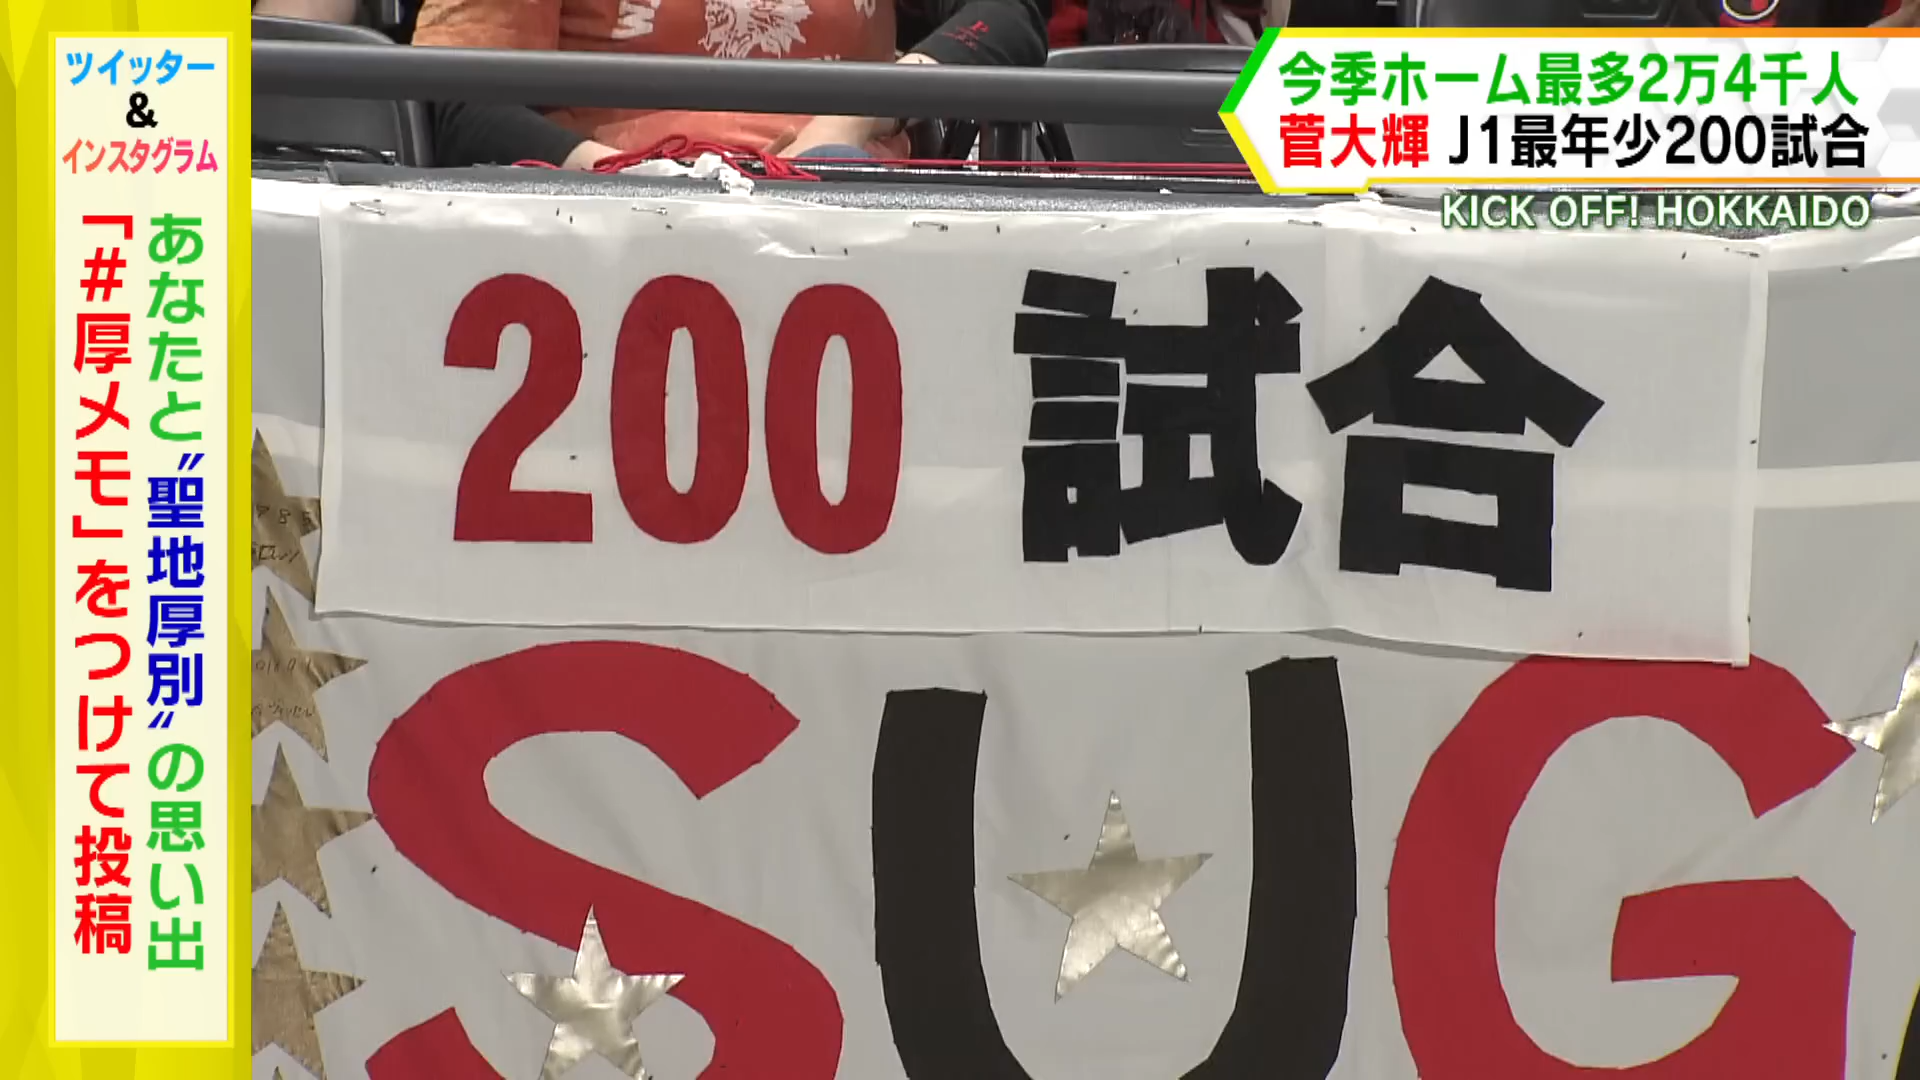 ツイッター
&
インスタグラム
あなたと〝聖地厚別〟の思い出
「#厚メモ」をつけて投稿
今季ホーム最多2万4千人
菅大輝 J1最年少200試合
KICK OFF! HOKKAIDO
200 試合
SUG